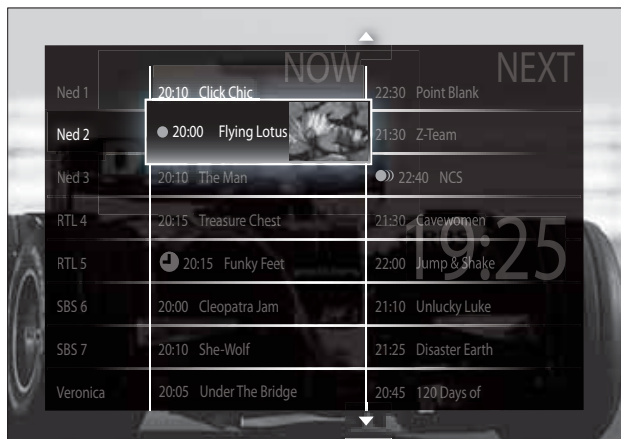 NOW NEXT
Ned 1 20:10 Click Chic 22:30 Point Blank
Ned 2 20:00 Flying Lotus 21:30 Z-Team
Ned 3 20:10 The Man 22:40 NCS
RTL 4 20:15 Treasure Chest 21:30 Cavewomen
19:25
RTL 5 20:15 Funky Feet 22:00 Jump & Shake
SBS 6 20:00 Cleopatra Jam 21:10 Unlucky Luke
SBS 7 20:10 She-Wolf 21:25 Disaster Earth
Veronica 20:05 Under The Bridge 20:45 120 Days of